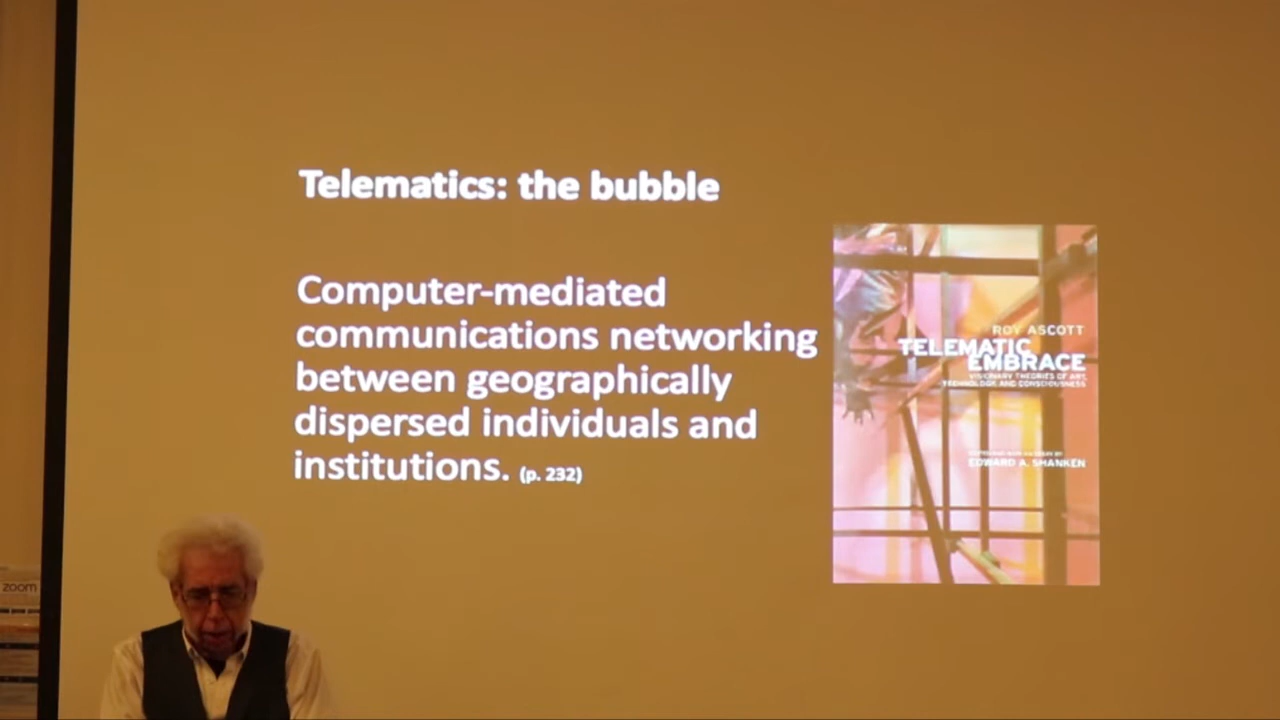 Telematics: the bubble
Computer-mediated
communications networking
between geographically
dispersed individuals and
institutions. (p. 232)
ROY ASCOTT
TELEMATIC
EMBRACE
VISIONARY THEORIES OF ART,
TECHNOLOGY, AND CONSCIOUSNESS
EDWARD A. SHANKEN
zoom